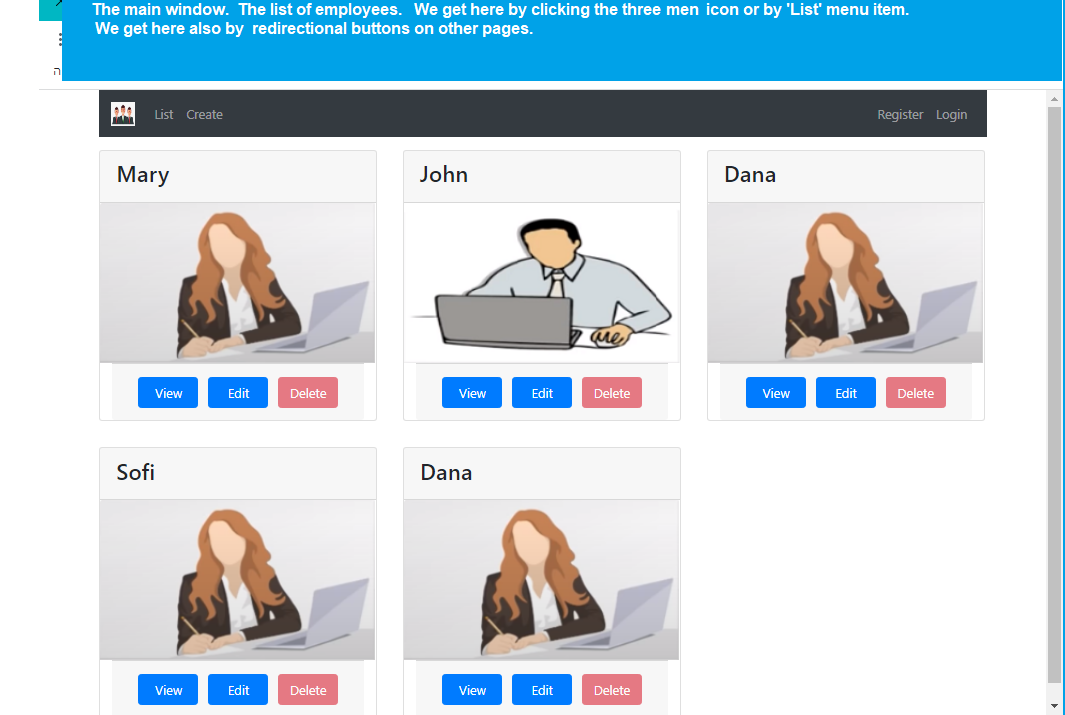 The main window. The list of employees. We get here by clicking the three men icon or by 'List' menu item.
We get here also by redirectional buttons on other pages.
ה
List Create Register Login
Mary John Dana
View Edit Delete View Edit Delete View Edit Delete
Sofi Dana
View Edit Delete View Edit Delete